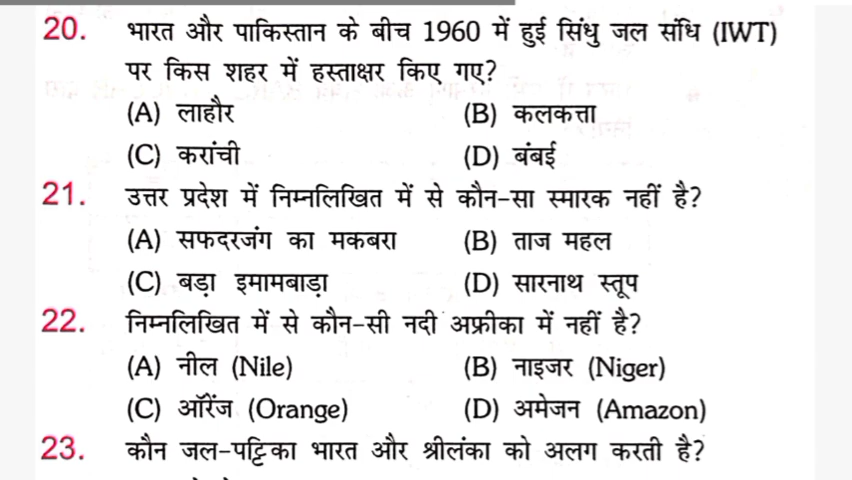 20. भारत और पाकिस्तान के बीच 1960 में हुई सिंधु जल संधि (IWT)
पर किस शहर में हस्ताक्षर किए गए?
(A) लाहौर (B) कलकत्ता
(C) करांची (D) बंबई
21. उत्तर प्रदेश में निम्नलिखित में से कौन-सा स्मारक नहीं है?
(A) सफदरजंग का मकबरा (B) ताज महल
(C) बड़ा इमामबाड़ा (D) सारनाथ स्तूप
22. निम्नलिखित में से कौन-सी नदी अफ्रीका में नहीं है?
(A) नील (Nile) (B) नाइजर (Niger)
(C) ऑरेंज (Orange) (D) अमेजन (Amazon)
23. कौन जल-पट्टिका भारत और श्रीलंका को अलग करती है?